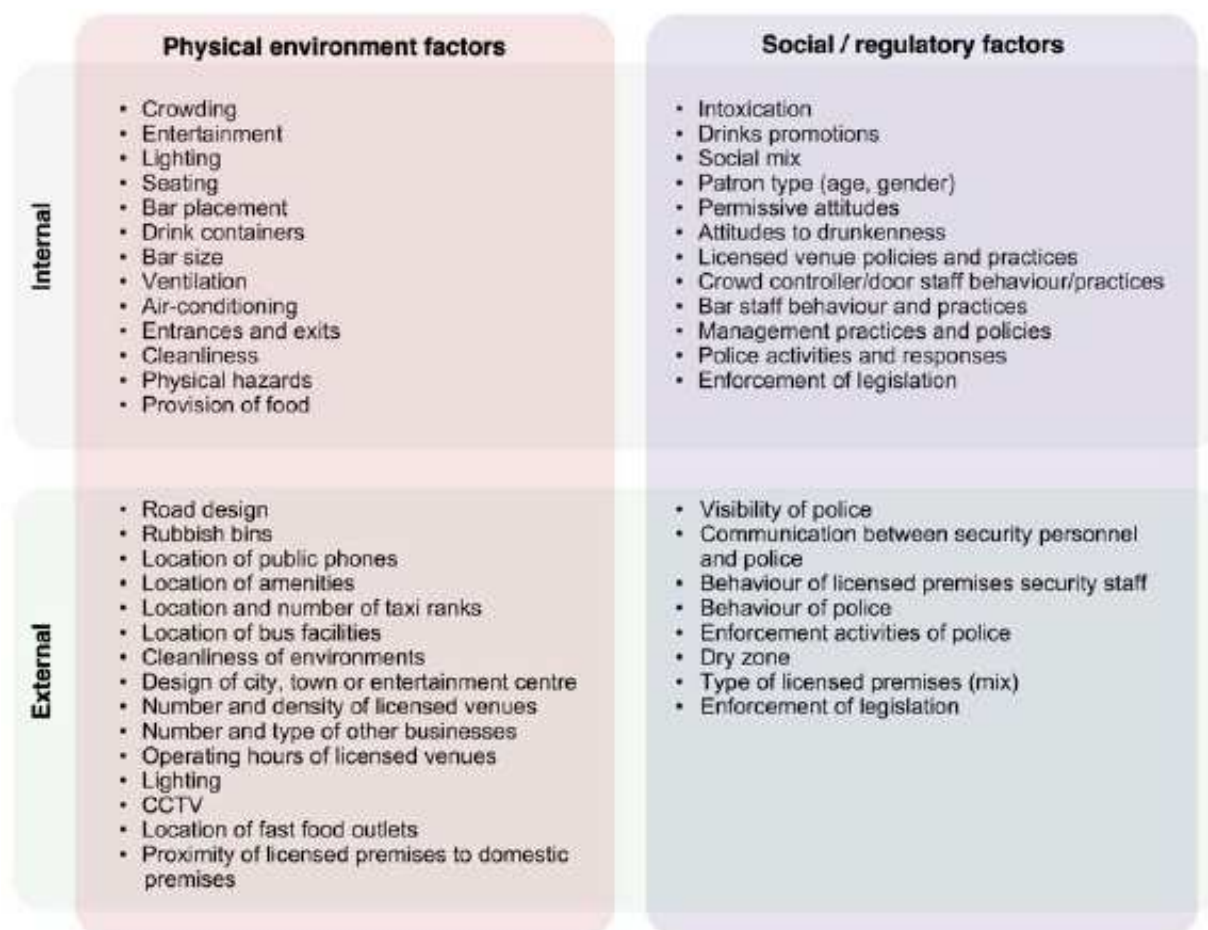 Physical environment factors
Social / regulatory factors
Internal
• Crowding
• Entertainment
• Lighting
• Seating
• Bar placement
• Drink containers
• Bar size
• Ventilation
• Air-conditioning
• Entrances and exits
• Cleanliness
• Physical hazards
• Provision of food
• Intoxication
• Drinks promotions
• Social mix
• Patron type (age, gender)
• Permissive attitudes
• Attitudes to drunkenness
• Licensed venue policies and practices
• Crowd controller/door staff behaviour/practices
• Bar staff behaviour and practices
• Management practices and policies
• Police activities and responses
• Enforcement of legislation
External
• Road design
• Rubbish bins
• Location of public phones
• Location of amenities
• Location and number of taxi ranks
• Location of bus facilities
• Cleanliness of environments
• Design of city, town or entertainment centre
• Number and density of licensed venues
• Number and type of other businesses
• Operating hours of licensed venues
• Lighting
• CCTV
• Location of fast food outlets
• Proximity of licensed premises to domestic
premises
• Visibility of police
• Communication between security personnel
and police
• Behaviour of licensed premises security staff
• Behaviour of police
• Enforcement activities of police
• Dry zone
• Type of licensed premises (mix)
• Enforcement of legislation